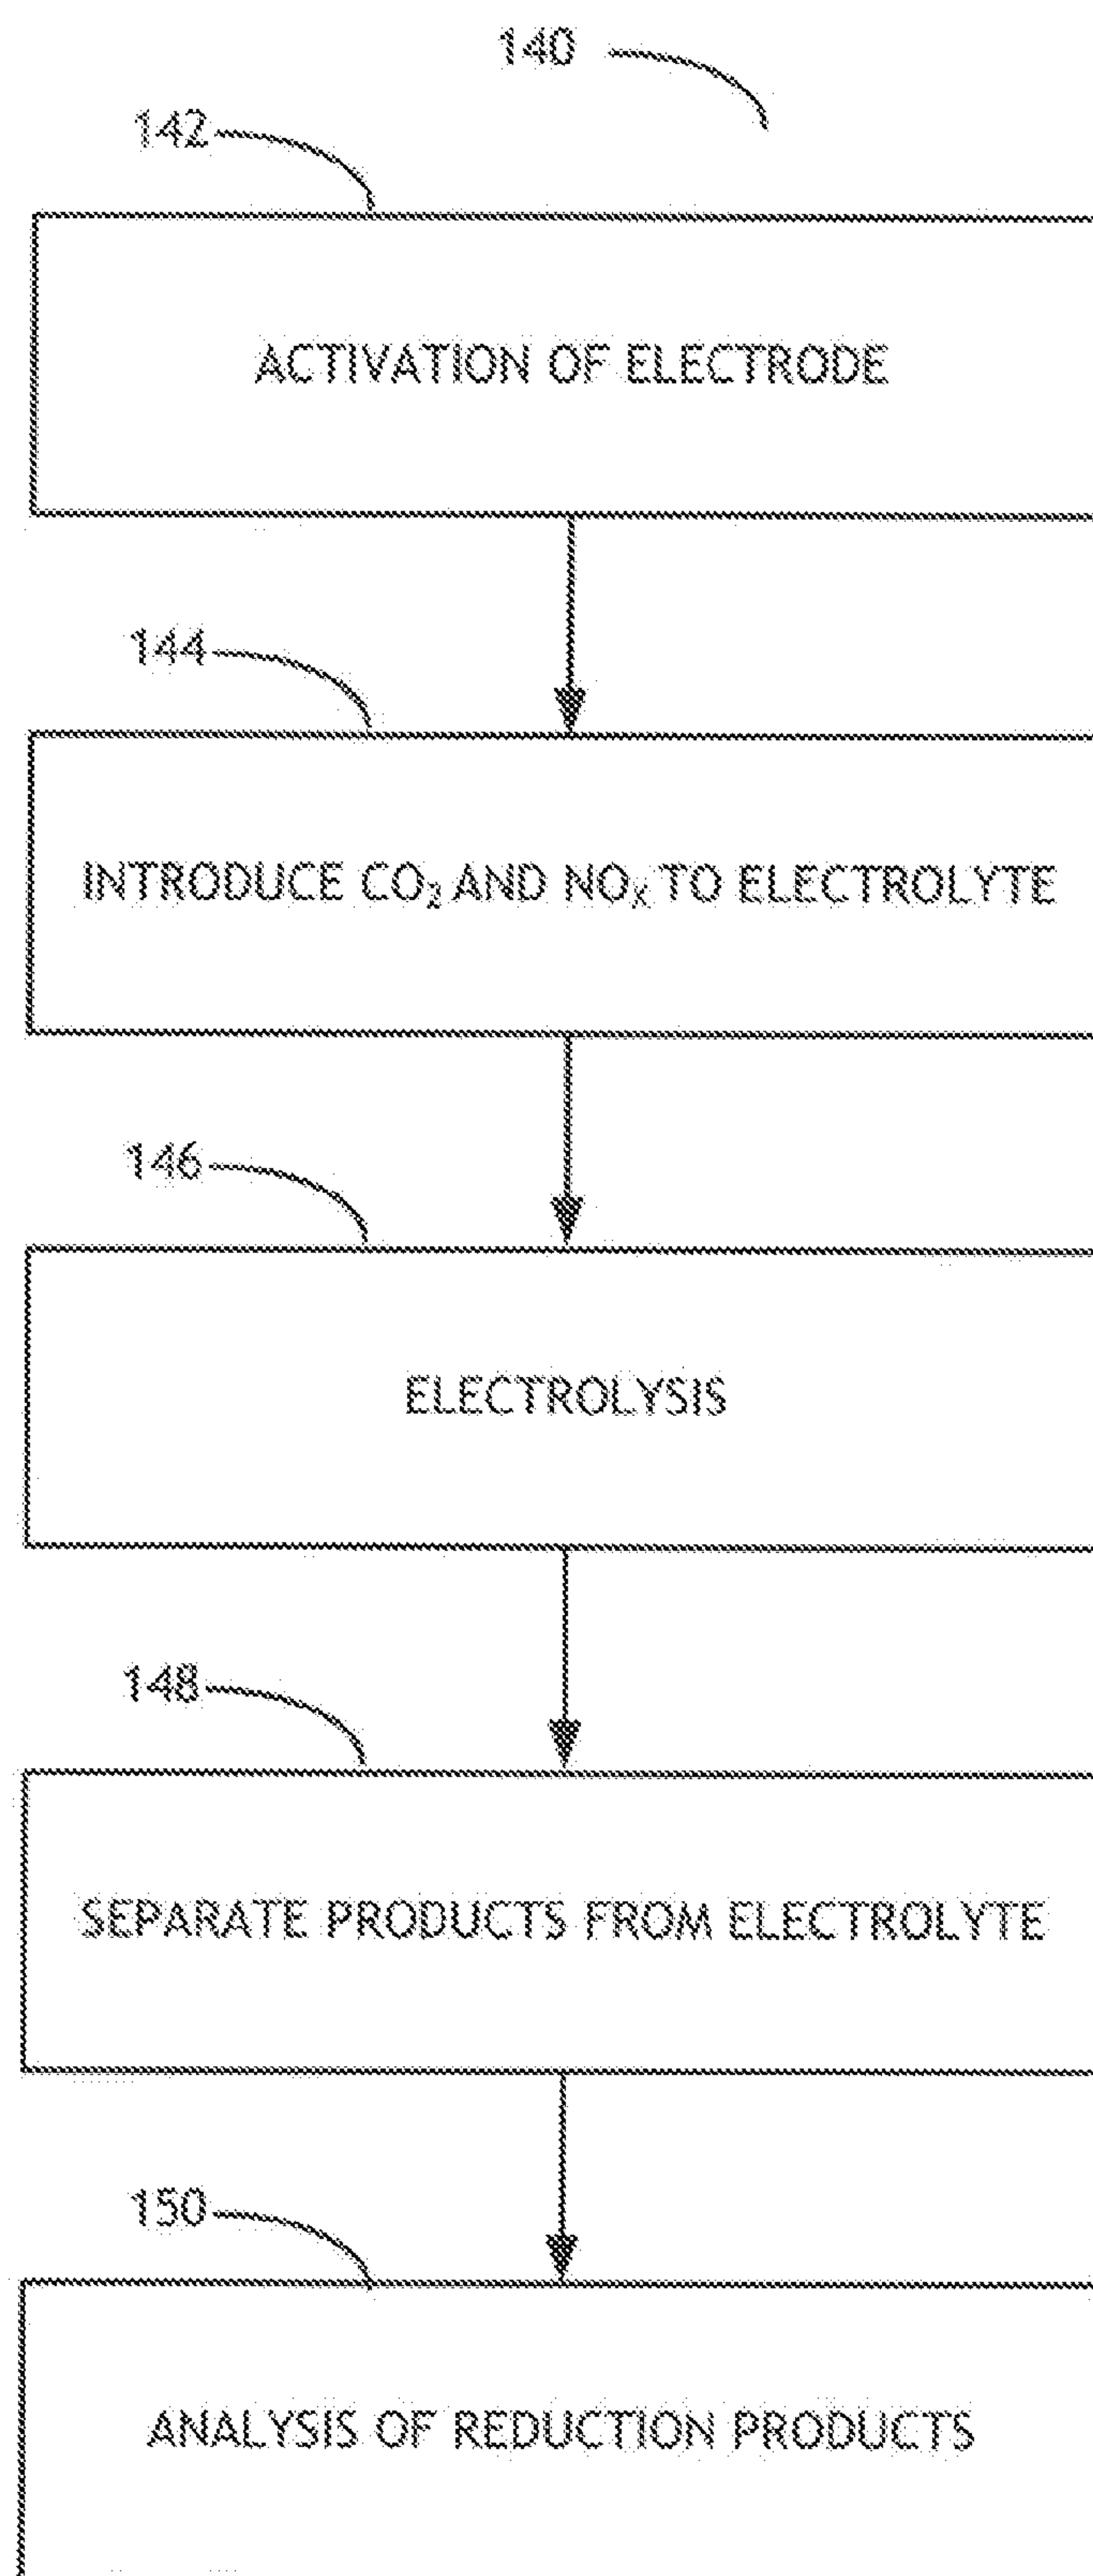 140
142
ACTIVATION OF ELECTRODE
144
INTRODUCE CO₂ AND NOₓ TO ELECTROLYTE
146
ELECTROLYSIS
148
SEPARATE PRODUCTS FROM ELECTROLYTE
150
ANALYSIS OF REDUCTION PRODUCTS